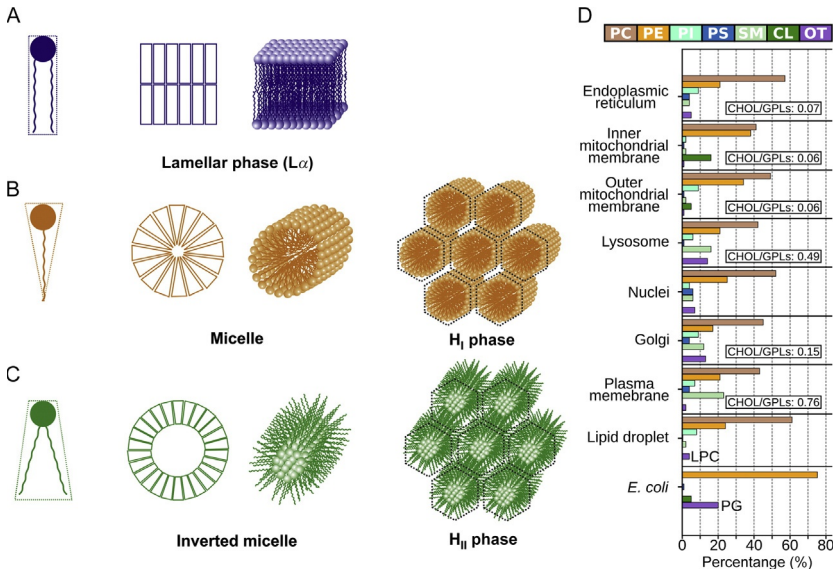 A
Lamellar phase (Lα)
B
Micelle
H_I phase
C
Inverted micelle
H_II phase
D
PC PE PI PS SM CL OT
Endoplasmic
reticulum
CHOL/GPLs: 0.07
Inner
mitochondrial
membrane
CHOL/GPLs: 0.06
Outer
mitochondrial
membrane
CHOL/GPLs: 0.06
Lysosome
CHOL/GPLs: 0.49
Nuclei
Golgi
CHOL/GPLs: 0.15
Plasma
memebrane
CHOL/GPLs: 0.76
Lipid droplet
LPC
E. coli
PG
0 20 40 60 80
Percentange (%)